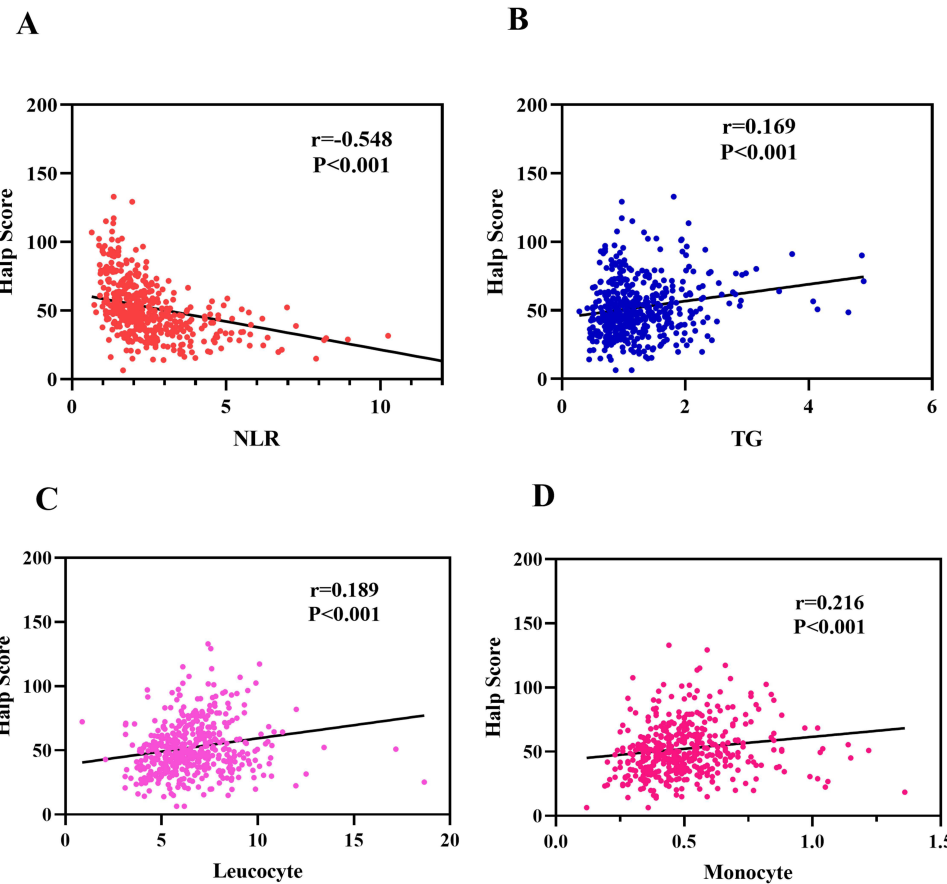 A
200
150
100
50
0
Halp Score
r=-0.548
P<0.001
0 5 10
NLR
B
200
150
100
50
0
Halp Score
r=0.169
P<0.001
0 2 4 6
TG
C
200
150
100
50
0
Halp Score
r=0.189
P<0.001
0 5 10 15 20
Leucocyte
D
200
150
100
50
0
Halp Score
r=0.216
P<0.001
0.0 0.5 1.0 1.5
Monocyte